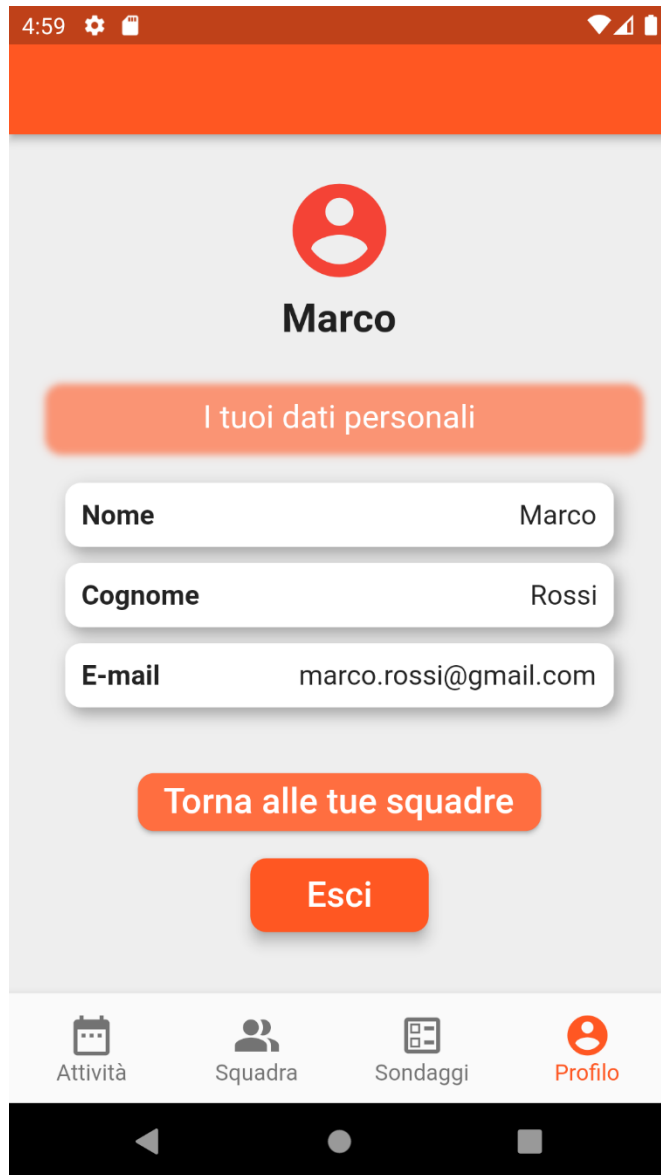 4:59
Marco
I tuoi dati personali
Nome Marco
Cognome Rossi
E-mail marco.rossi@gmail.com
Torna alle tue squadre
Esci
Attività Squadra Sondaggi Profilo